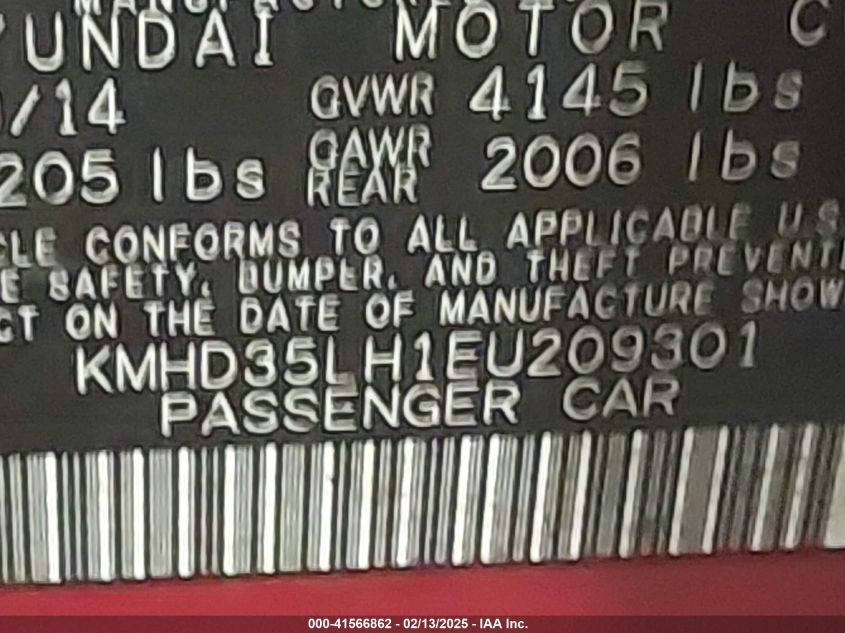 YUNDAI MOTOR C
/14 GVWR 4145 lbs
205 lbs GAWR REAR 2006 lbs
CLE CONFORMS TO ALL APPLICABLE U.S
E SAFETY, BUMPER, AND THEFT PREVENTI
CT ON THE DATE OF MANUFACTURE SHOW
KMHD35LH1EU209301
PASSENGER CAR
000-41566862 - 02/13/2025 - IAA Inc.